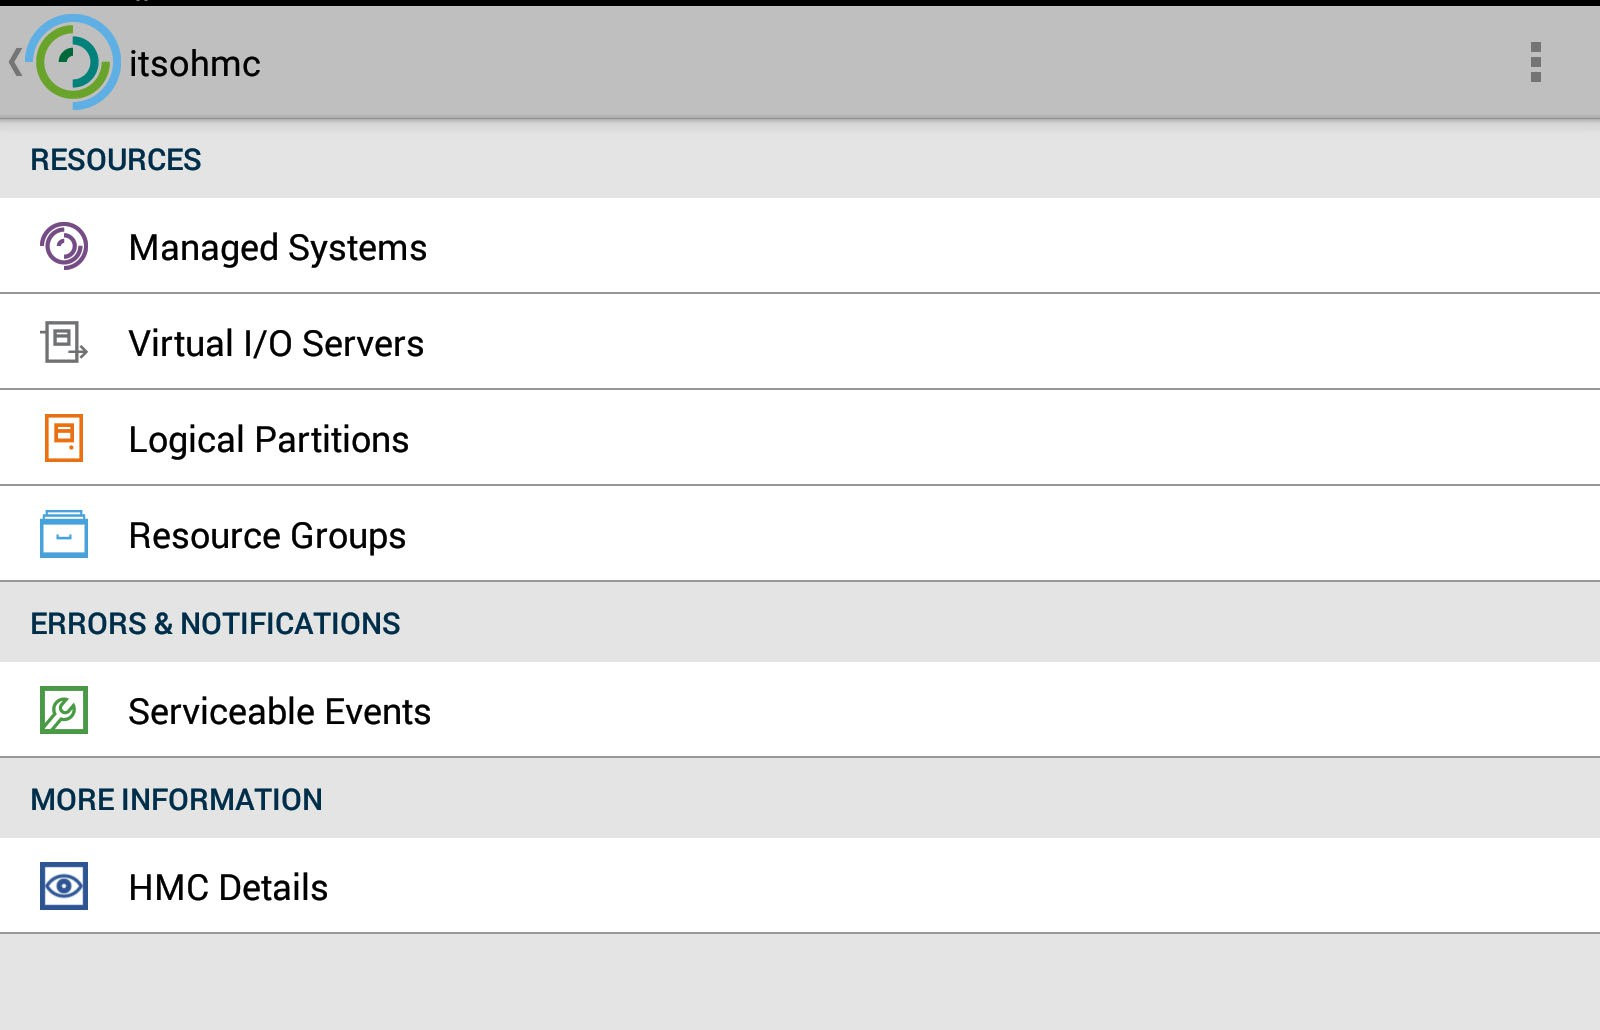 itsohmc
RESOURCES
Managed Systems
Virtual I/O Servers
Logical Partitions
Resource Groups
ERRORS & NOTIFICATIONS
Serviceable Events
MORE INFORMATION
HMC Details